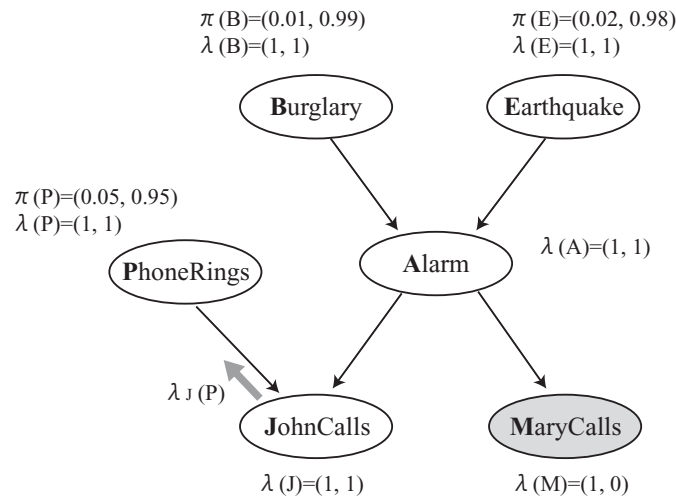 π (B)=(0.01, 0.99)
λ (B)=(1, 1)
π (E)=(0.02, 0.98)
λ (E)=(1, 1)
Burglary
Earthquake
π (P)=(0.05, 0.95)
λ (P)=(1, 1)
PhoneRings
Alarm
λ (A)=(1, 1)
λ J (P)
JohnCalls
MaryCalls
λ (J)=(1, 1)
λ (M)=(1, 0)